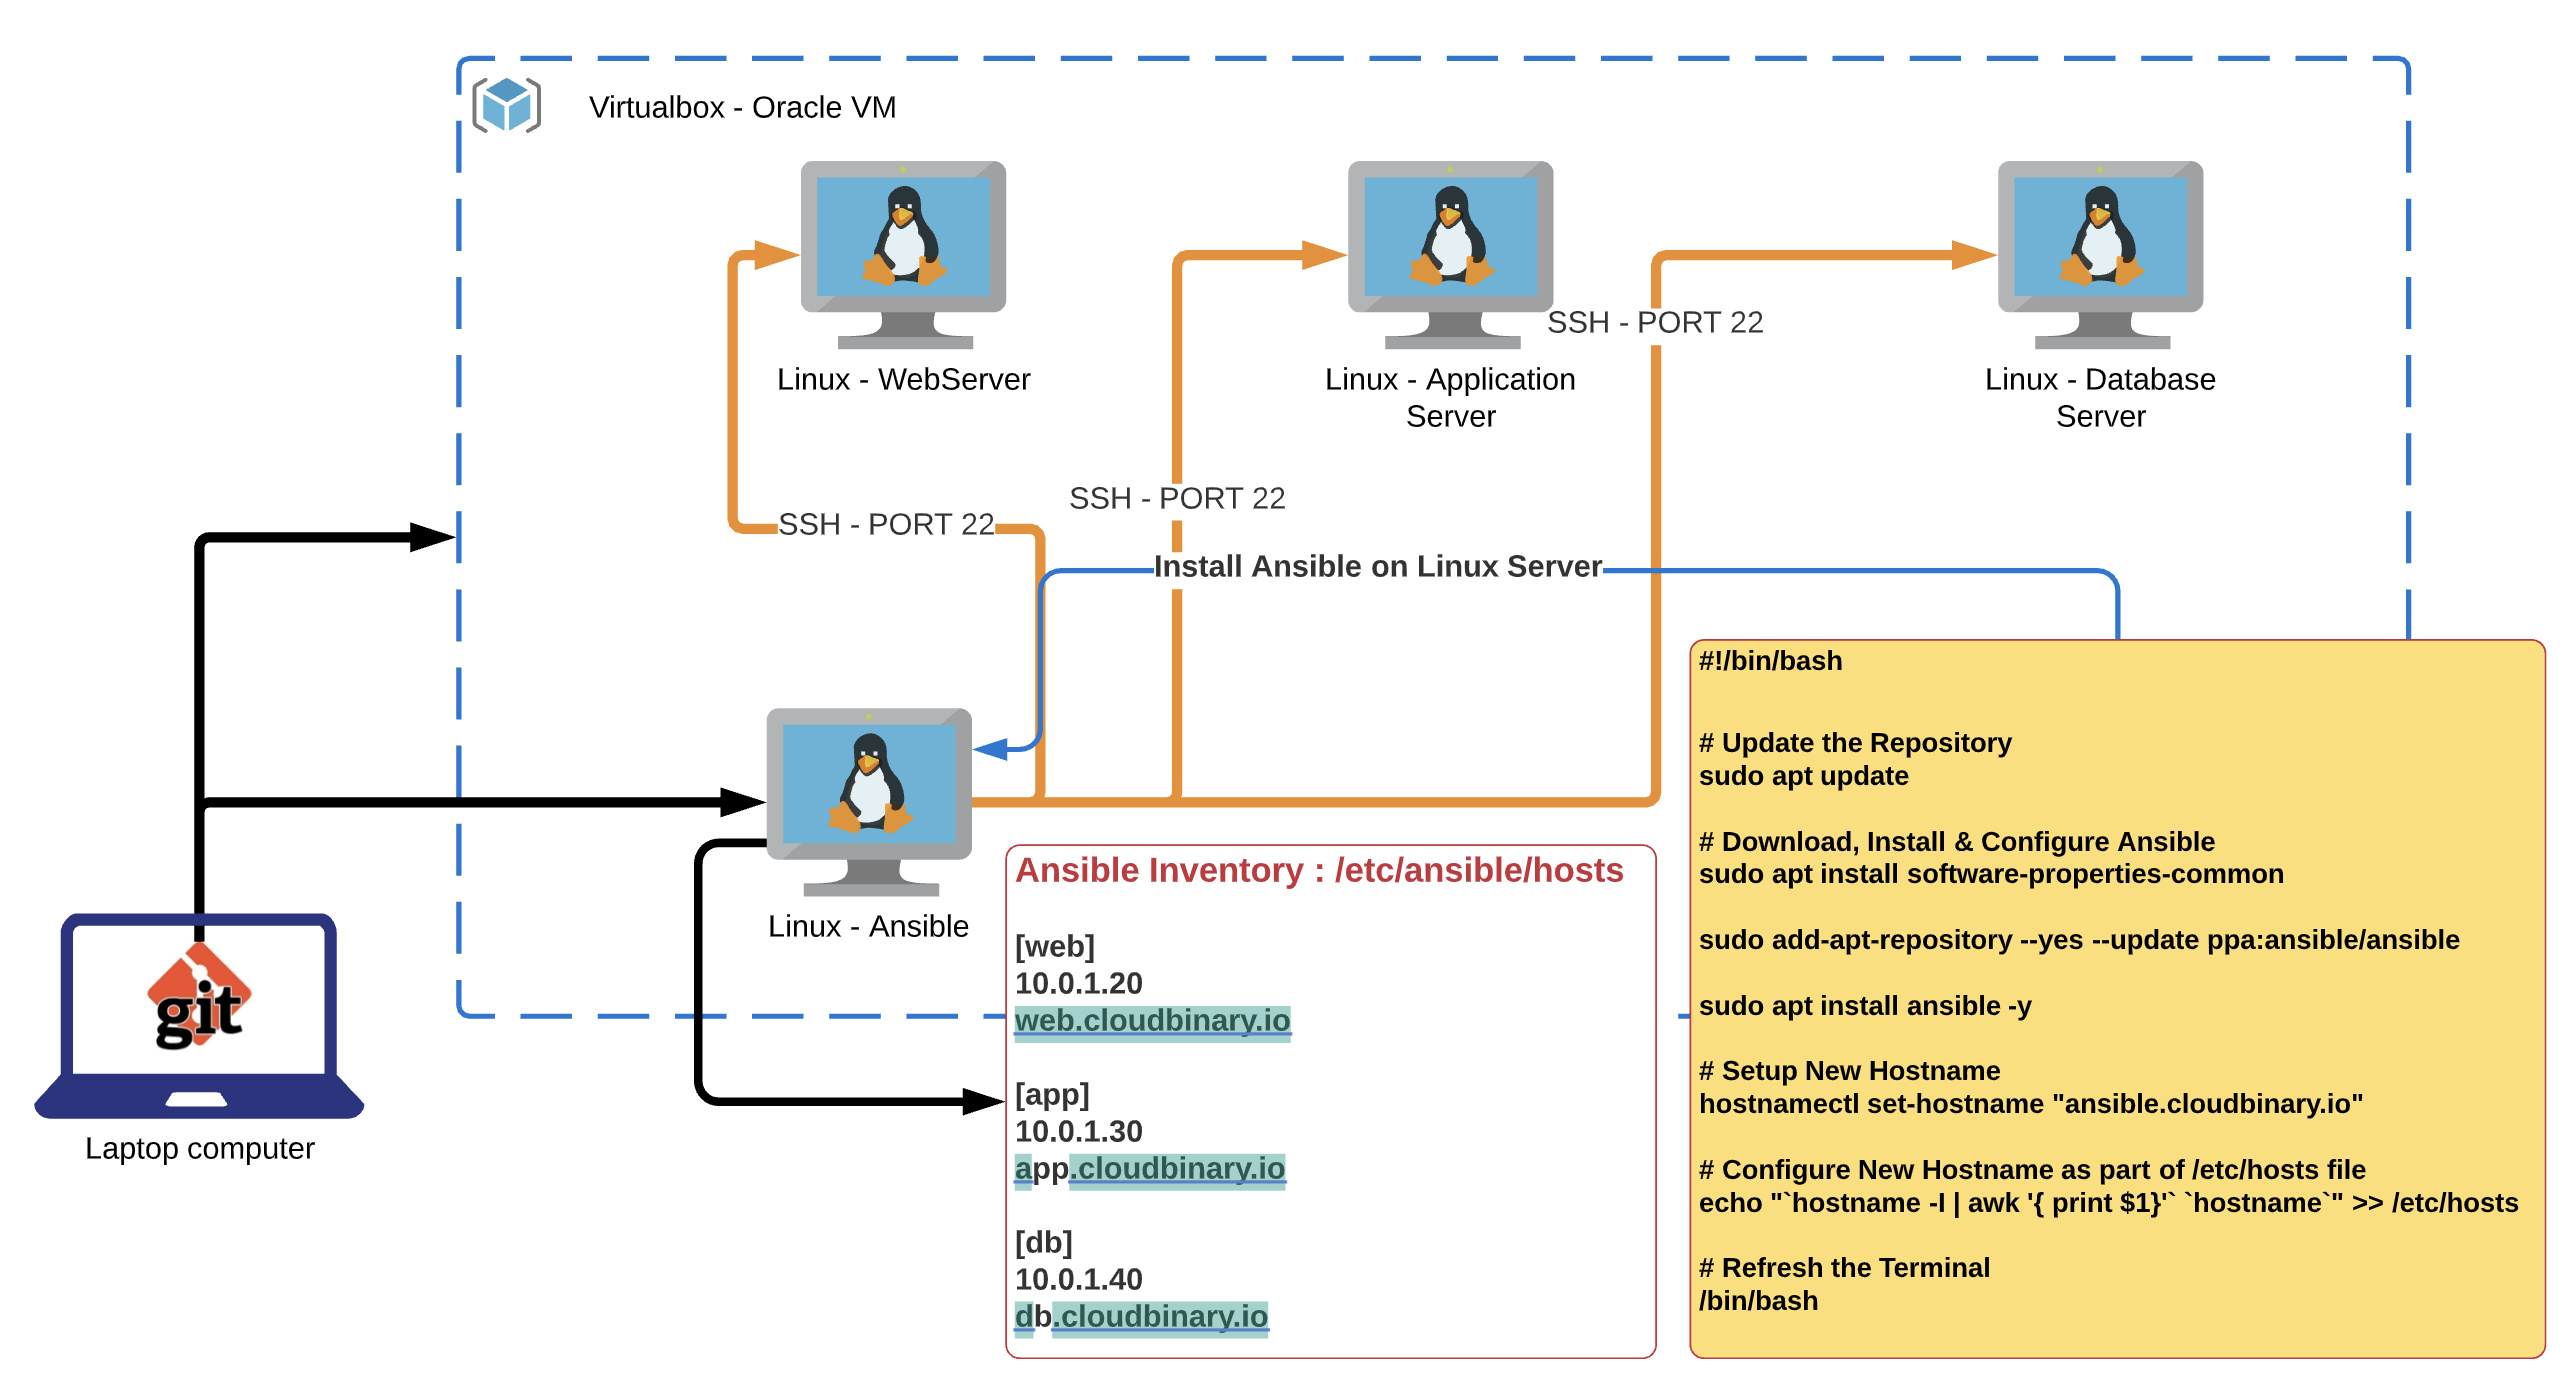 Virtualbox - Oracle VM
Linux - WebServer
Linux - Application
Server
Linux - Database
Server
SSH - PORT 22
SSH - PORT 22
SSH - PORT 22
Install Ansible on Linux Server
Linux - Ansible
git
Laptop computer
Ansible Inventory : /etc/ansible/hosts
[web]
10.0.1.20
web.cloudbinary.io
[app]
10.0.1.30
app.cloudbinary.io
[db]
10.0.1.40
db.cloudbinary.io
#!/bin/bash
# Update the Repository
sudo apt update
# Download, Install & Configure Ansible
sudo apt install software-properties-common
sudo add-apt-repository --yes --update ppa:ansible/ansible
sudo apt install ansible -y
# Setup New Hostname
hostnamectl set-hostname "ansible.cloudbinary.io"
# Configure New Hostname as part of /etc/hosts file
echo "`hostname -I | awk '{ print $1}'` `hostname`" >> /etc/hosts
# Refresh the Terminal
/bin/bash